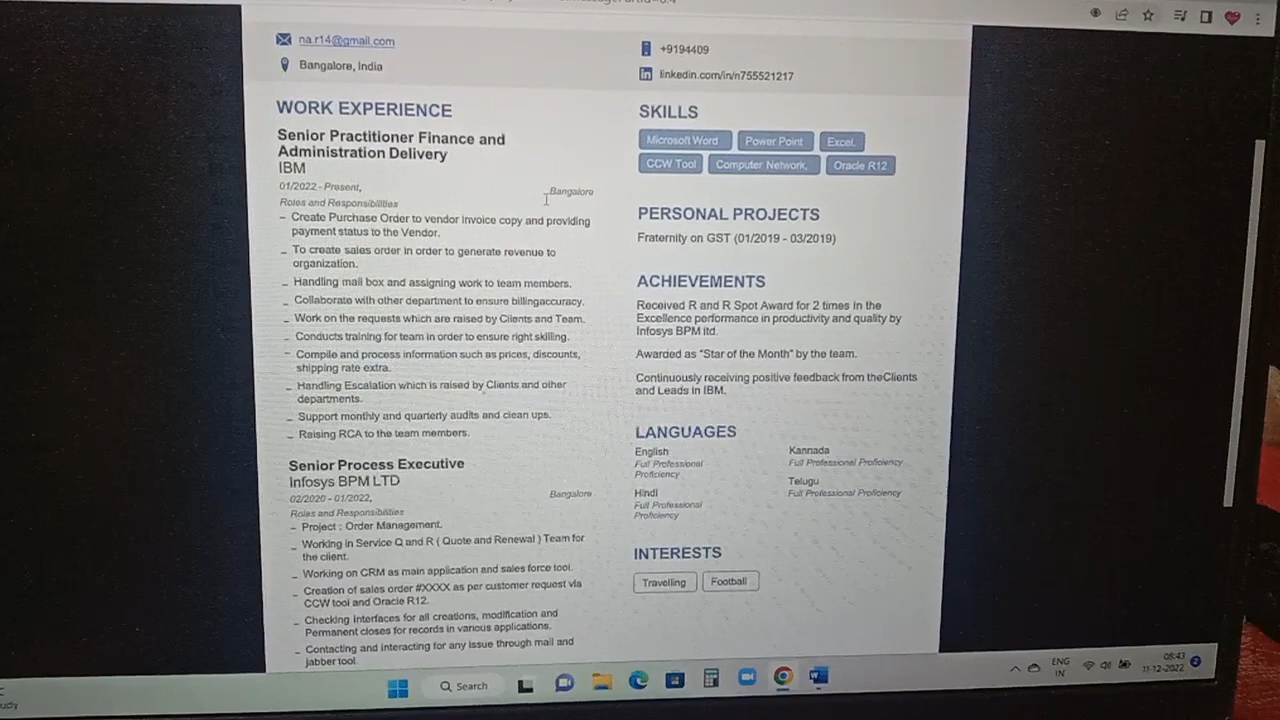 na.r14@gmail.com
Bangalore, India
+9194409
linkedin.com/in/n755521217
WORK EXPERIENCE
Senior Practitioner Finance and
Administration Delivery
IBM
01/2022 - Present,
Bangalore
Roles and Responsibilities
– Create Purchase Order to vendor invoice copy and providing
payment status to the Vendor.
– To create sales order in order to generate revenue to
organization.
– Handling mail box and assigning work to team members.
– Collaborate with other department to ensure billingaccuracy.
– Work on the requests which are raised by Clients and Team.
– Conducts training for team in order to ensure right skilling.
– Compile and process information such as prices, discounts,
shipping rate extra.
– Handling Escalation which is raised by Clients and other
departments.
– Support monthly and quarterly audits and clean ups.
– Raising RCA to the team members.
Senior Process Executive
Infosys BPM LTD
02/2020 - 01/2022,
Bangalore
Roles and Responsibilities
– Project : Order Management.
– Working in Service Q and R ( Quote and Renewal ) Team for
the client.
– Working on CRM as main application and sales force tool.
– Creation of sales order #XXXX as per customer request via
CCW tool and Oracle R12.
– Checking interfaces for all creations, modification and
Permanent closes for records in various applications.
– Contacting and interacting for any issue through mail and
jabber tool.
SKILLS
Microsoft Word Power Point Excel,
CCW Tool Computer Network, Oracle R12
PERSONAL PROJECTS
Fraternity on GST (01/2019 - 03/2019)
ACHIEVEMENTS
Received R and R Spot Award for 2 times in the
Excellence performance in productivity and quality by
Infosys BPM ltd.
Awarded as "Star of the Month" by the team.
Continuously receiving positive feedback from theClients
and Leads in IBM.
LANGUAGES
English
Full Professional
Proficiency
Kannada
Full Professional Proficiency
Hindi
Full Professional
Proficiency
Telugu
Full Professional Proficiency
INTERESTS
Travelling Football
Search
ENG
IN
05:43
11-12-2022
2